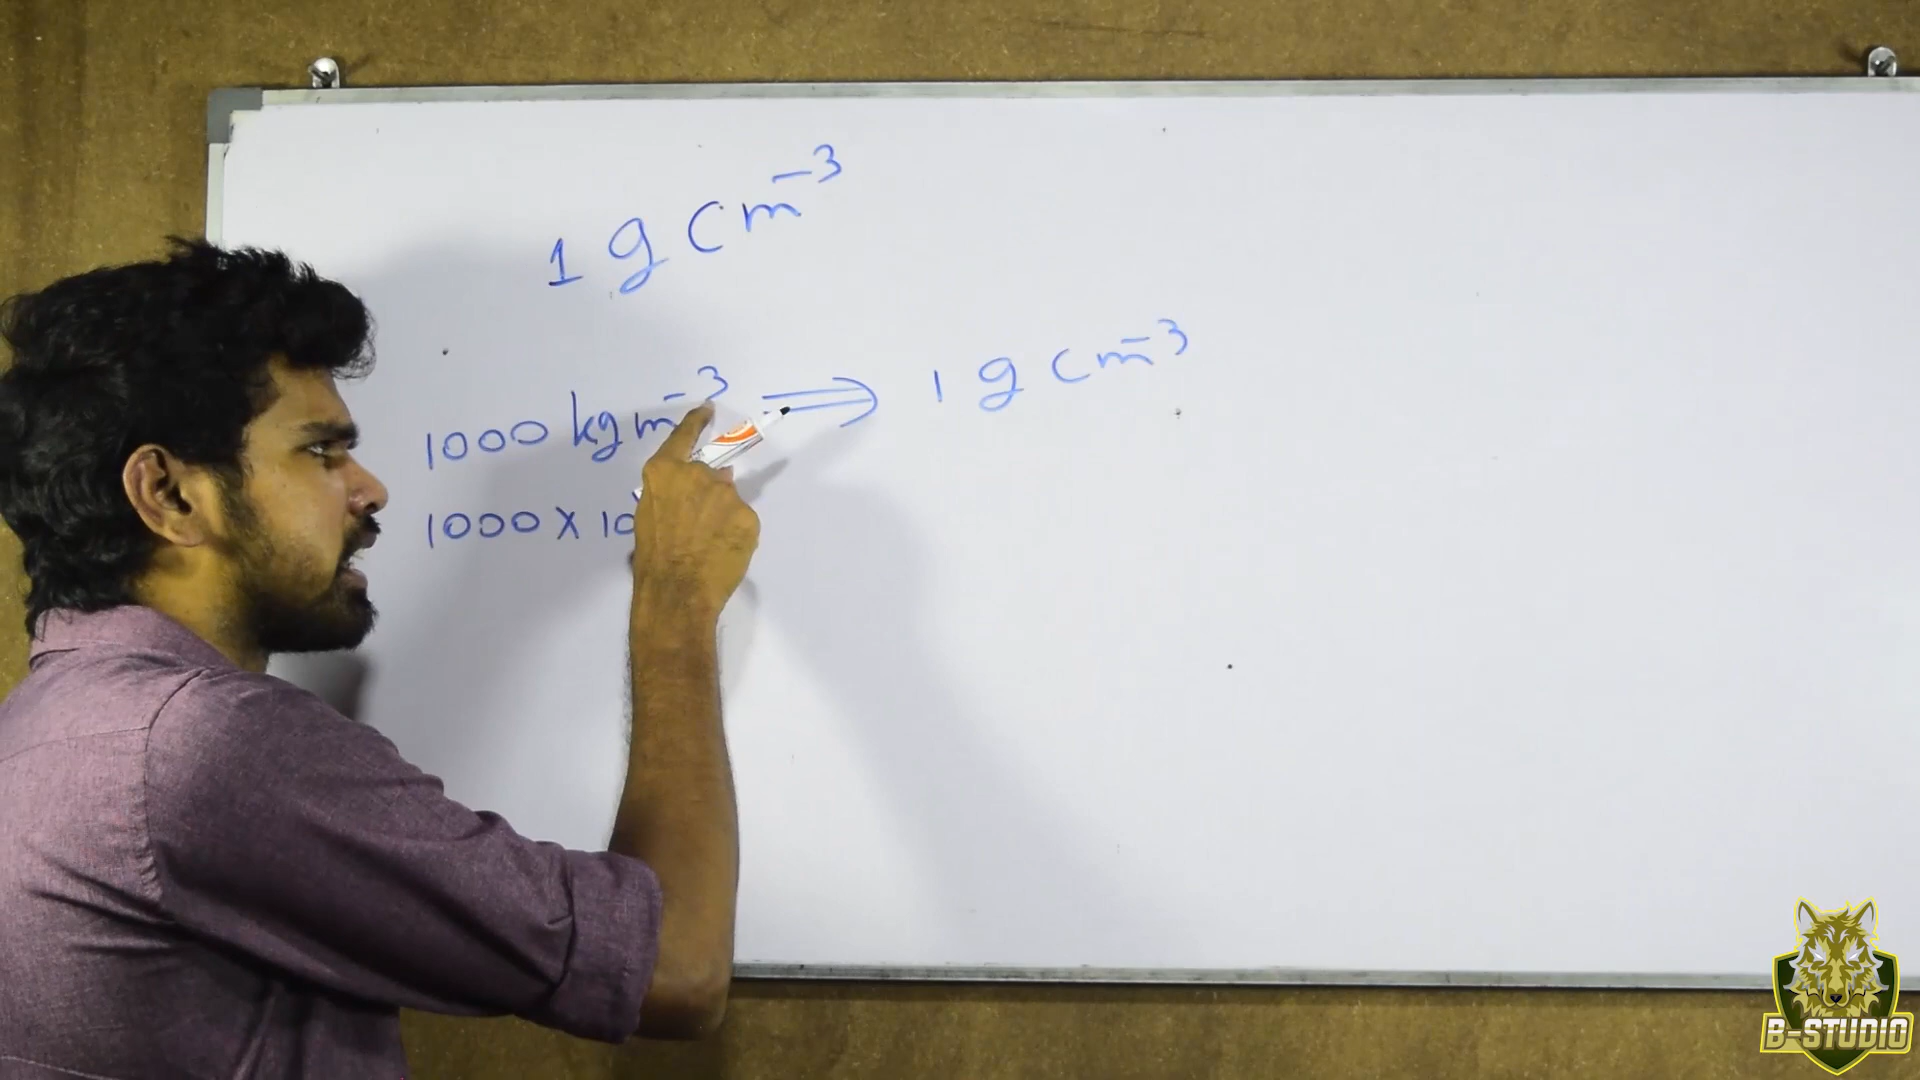 1 g cm⁻³
1000 kg m⁻³ ⇒ 1 g cm⁻³
1000 x 10
B-STUDIO